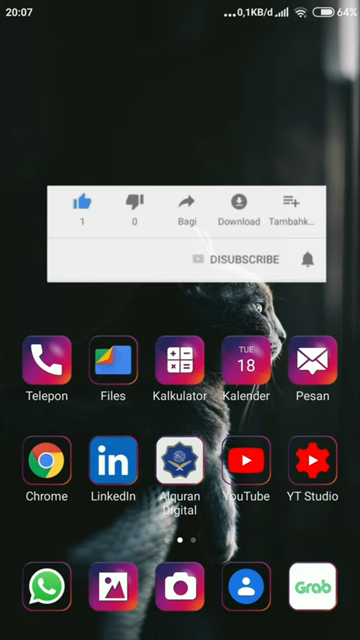 20:07 ...0,1KB/d 64%
1 0 Bagi Download Tambahk...
DISUBSCRIBE
TUE
18
Telepon Files Kalkulator Kalender Pesan
in
Chrome LinkedIn Alquran Digital YouTube YT Studio
Grab